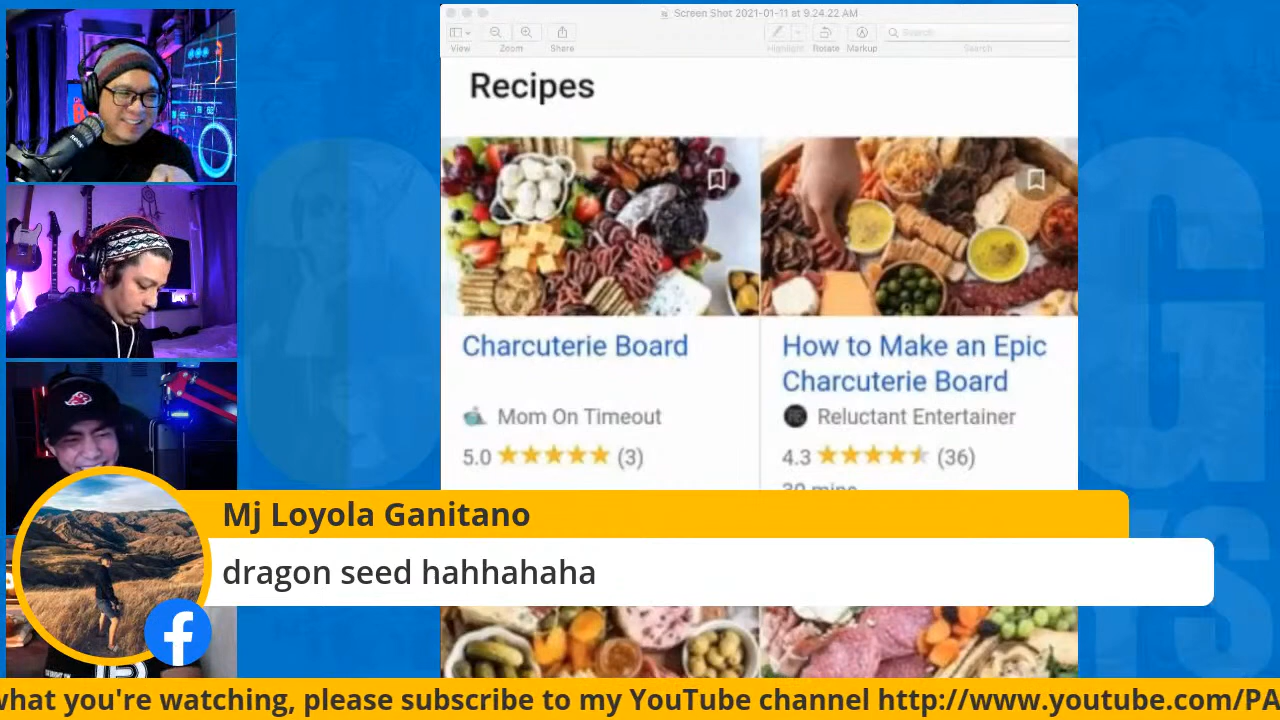 Screen Shot 2021-01-11 at 9.24.22 AM
View
Zoom
Share
Highlight
Rotate
Markup
Search
Search
Recipes
Charcuterie Board
Mom On Timeout
5.0 (3)
How to Make an Epic
Charcuterie Board
Reluctant Entertainer
4.3 (36)
30 mins
Mj Loyola Ganitano
dragon seed hahhahaha
what you're watching, please subscribe to my YouTube channel http://www.youtube.com/PA